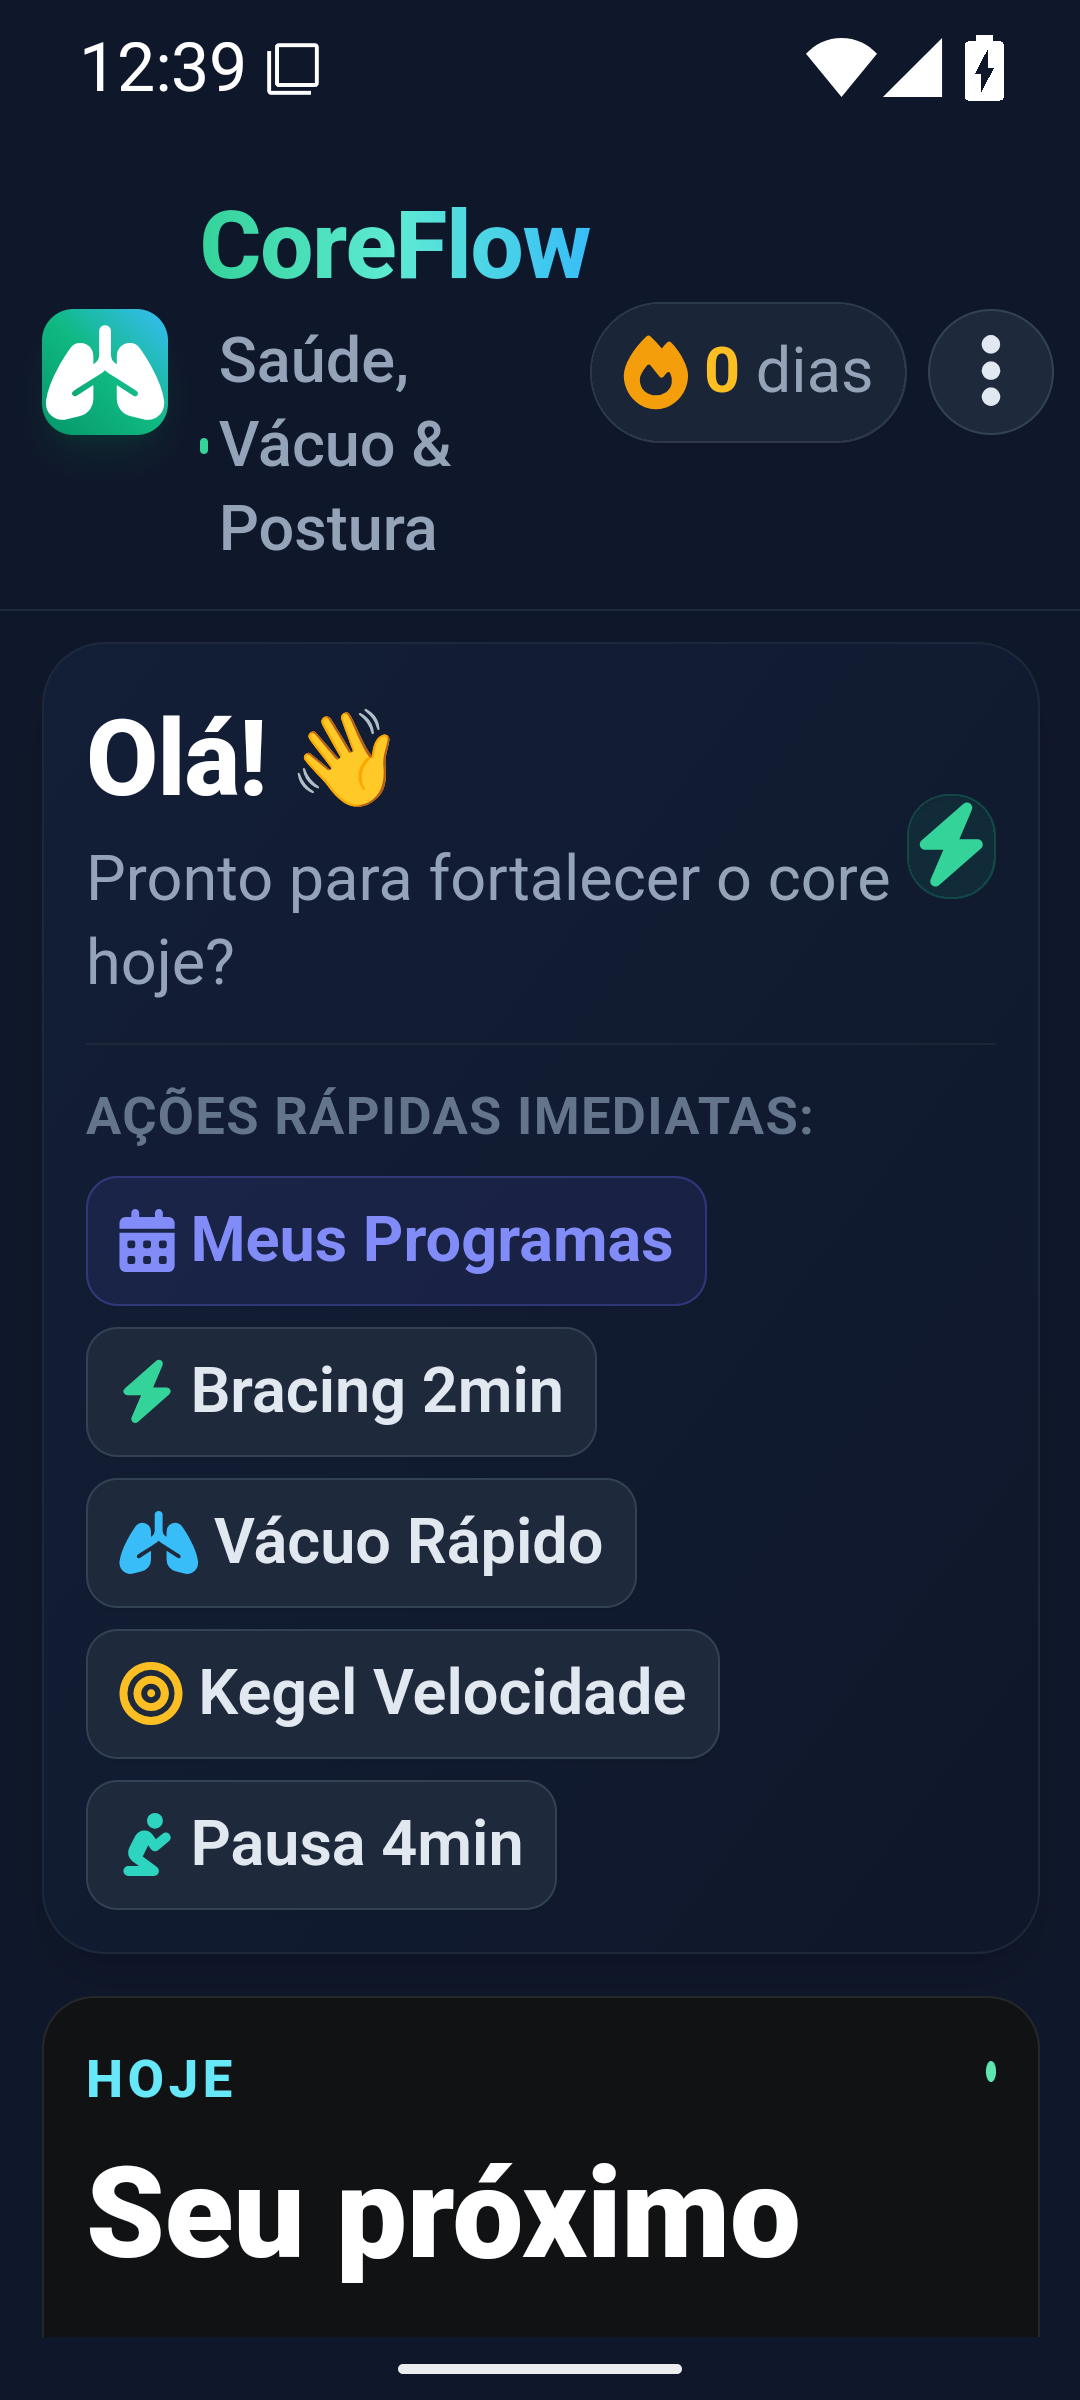 12:39
CoreFlow
Saúde,
Vácuo &
Postura
0 dias
Olá! 👋
Pronto para fortalecer o core
hoje?
AÇÕES RÁPIDAS IMEDIATAS:
Meus Programas
Bracing 2min
Vácuo Rápido
Kegel Velocidade
Pausa 4min
HOJE
Seu próximo